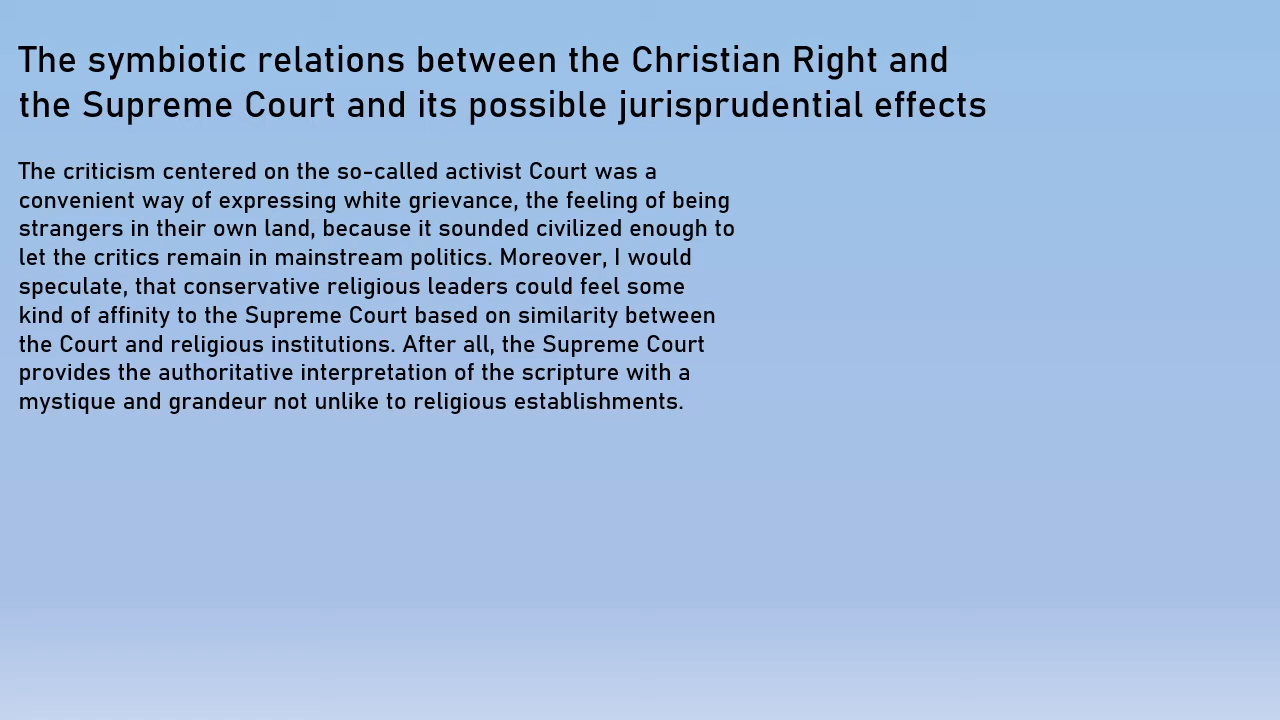 The symbiotic relations between the Christian Right and
the Supreme Court and its possible jurisprudential effects
The criticism centered on the so-called activist Court was a
convenient way of expressing white grievance, the feeling of being
strangers in their own land, because it sounded civilized enough to
let the critics remain in mainstream politics. Moreover, I would
speculate, that conservative religious leaders could feel some
kind of affinity to the Supreme Court based on similarity between
the Court and religious institutions. After all, the Supreme Court
provides the authoritative interpretation of the scripture with a
mystique and grandeur not unlike to religious establishments.